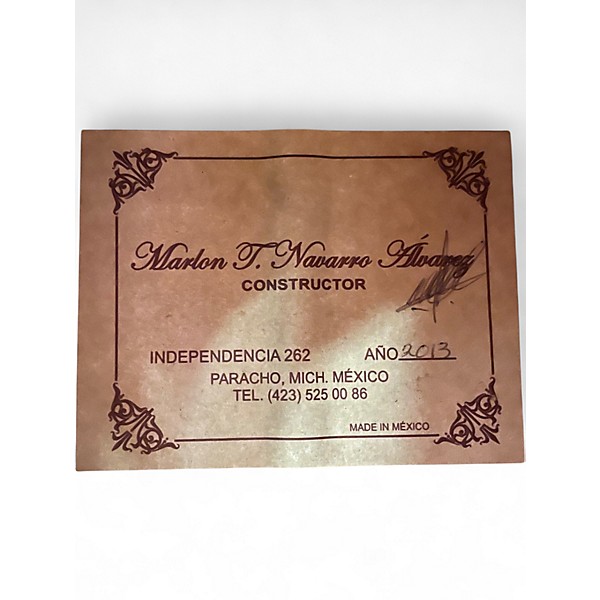 Marlon T. Navarro Álvarez
CONSTRUCTOR
INDEPENDENCIA 262 AÑO 2013
PARACHO, MICH. MÉXICO
TEL. (423) 525 00 86
MADE IN MÉXICO